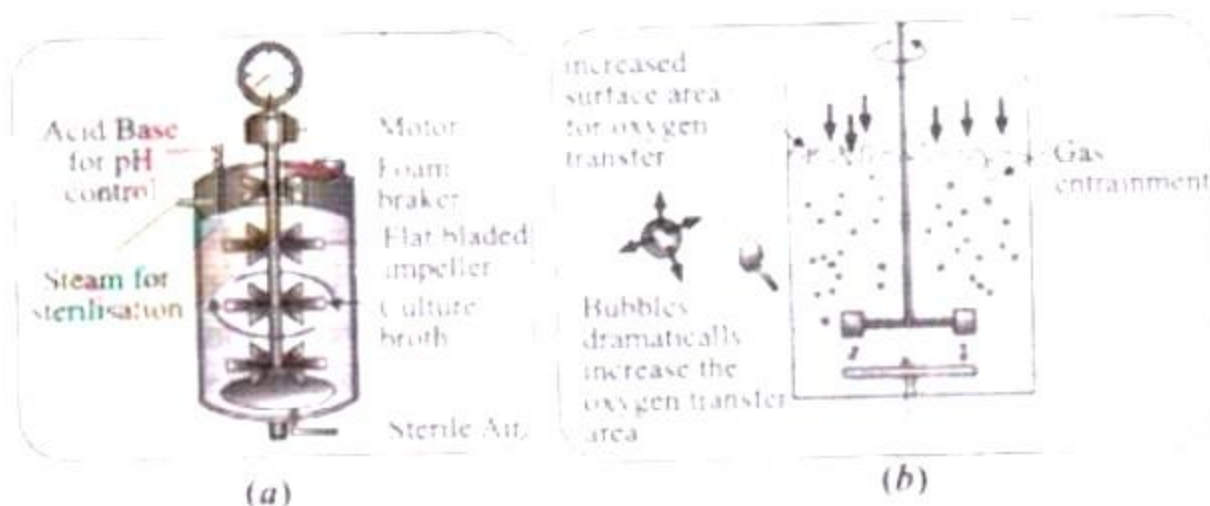 Acid Base
for pH
control
Steam for
sterilisation
Motor
Foam
braker
Flat bladed
impeller
Culture
broth
Sterile Air
(a)
increased
surface area
for oxygen
transfer
Bubbles
dramatically
increase the
oxygen transfer
area
Gas
entrainment
(b)